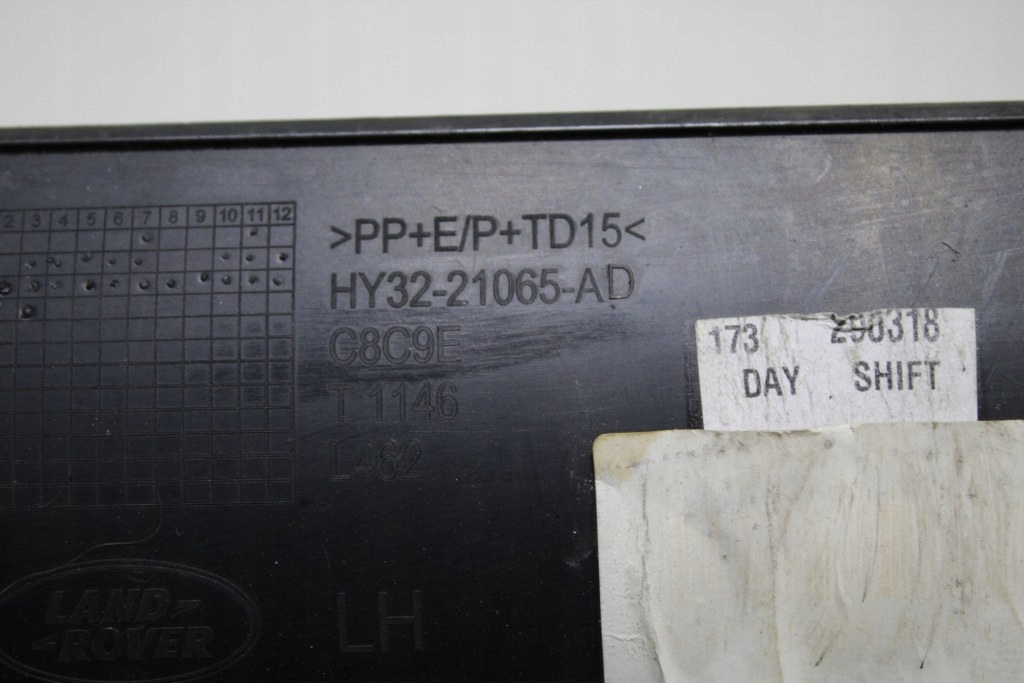 2 3 4 5 6 7 8 9 10 11 12
>PP+E/P+TD15<
HY32-21065-AD
C8C9E
T 1146
L462
LAND-
-ROVER
LH
173 290318
DAY SHIFT